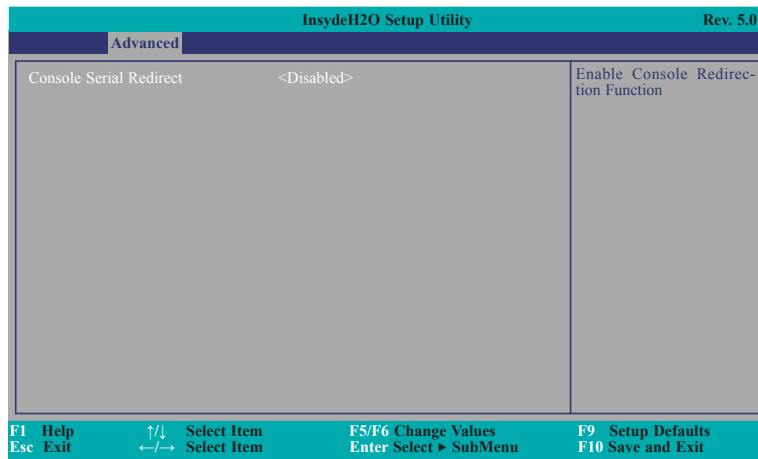 InsydeH2O Setup Utility Rev. 5.0
Advanced
Console Serial Redirect <Disabled> Enable Console Redirec-
tion Function
F1 Help ↑/↓ Select Item F5/F6 Change Values F9 Setup Defaults
Esc Exit ←/→ Select Item Enter Select ► SubMenu F10 Save and Exit